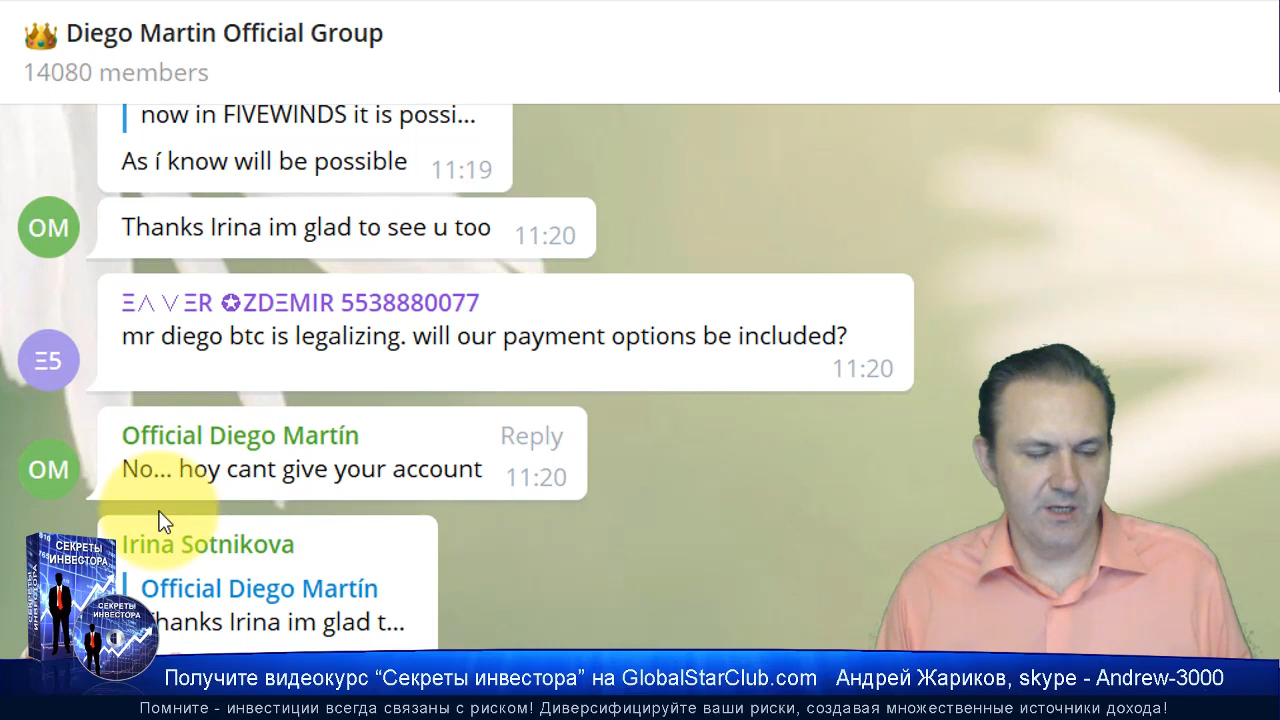 👑 Diego Martin Official Group
14080 members
now in FIVEWINDS it is possi...
As í know will be possible 11:19
OM
Thanks Irina im glad to see u too 11:20
Ξ⋀ ⋁ΞR ✪ZDΞMIR 5538880077
mr diego btc is legalizing. will our payment options be included?
Ξ5
11:20
Official Diego Martín Reply
OM
No... hoy cant give your account 11:20
Irina Sotnikova
Official Diego Martín
Thanks Irina im glad t...
СЕКРЕТЫ
ИНВЕСТОРА
СЕКРЕТЫ
ИНВЕСТОРА
СЕКРЕТЫ
ИНВЕСТОРА
Получите видеокурс “Секреты инвестора” на GlobalStarClub.com Андрей Жариков, skype - Andrew-3000
Помните - инвестиции всегда связаны с риском! Диверсифицируйте ваши риски, создавая множественные источники дохода!